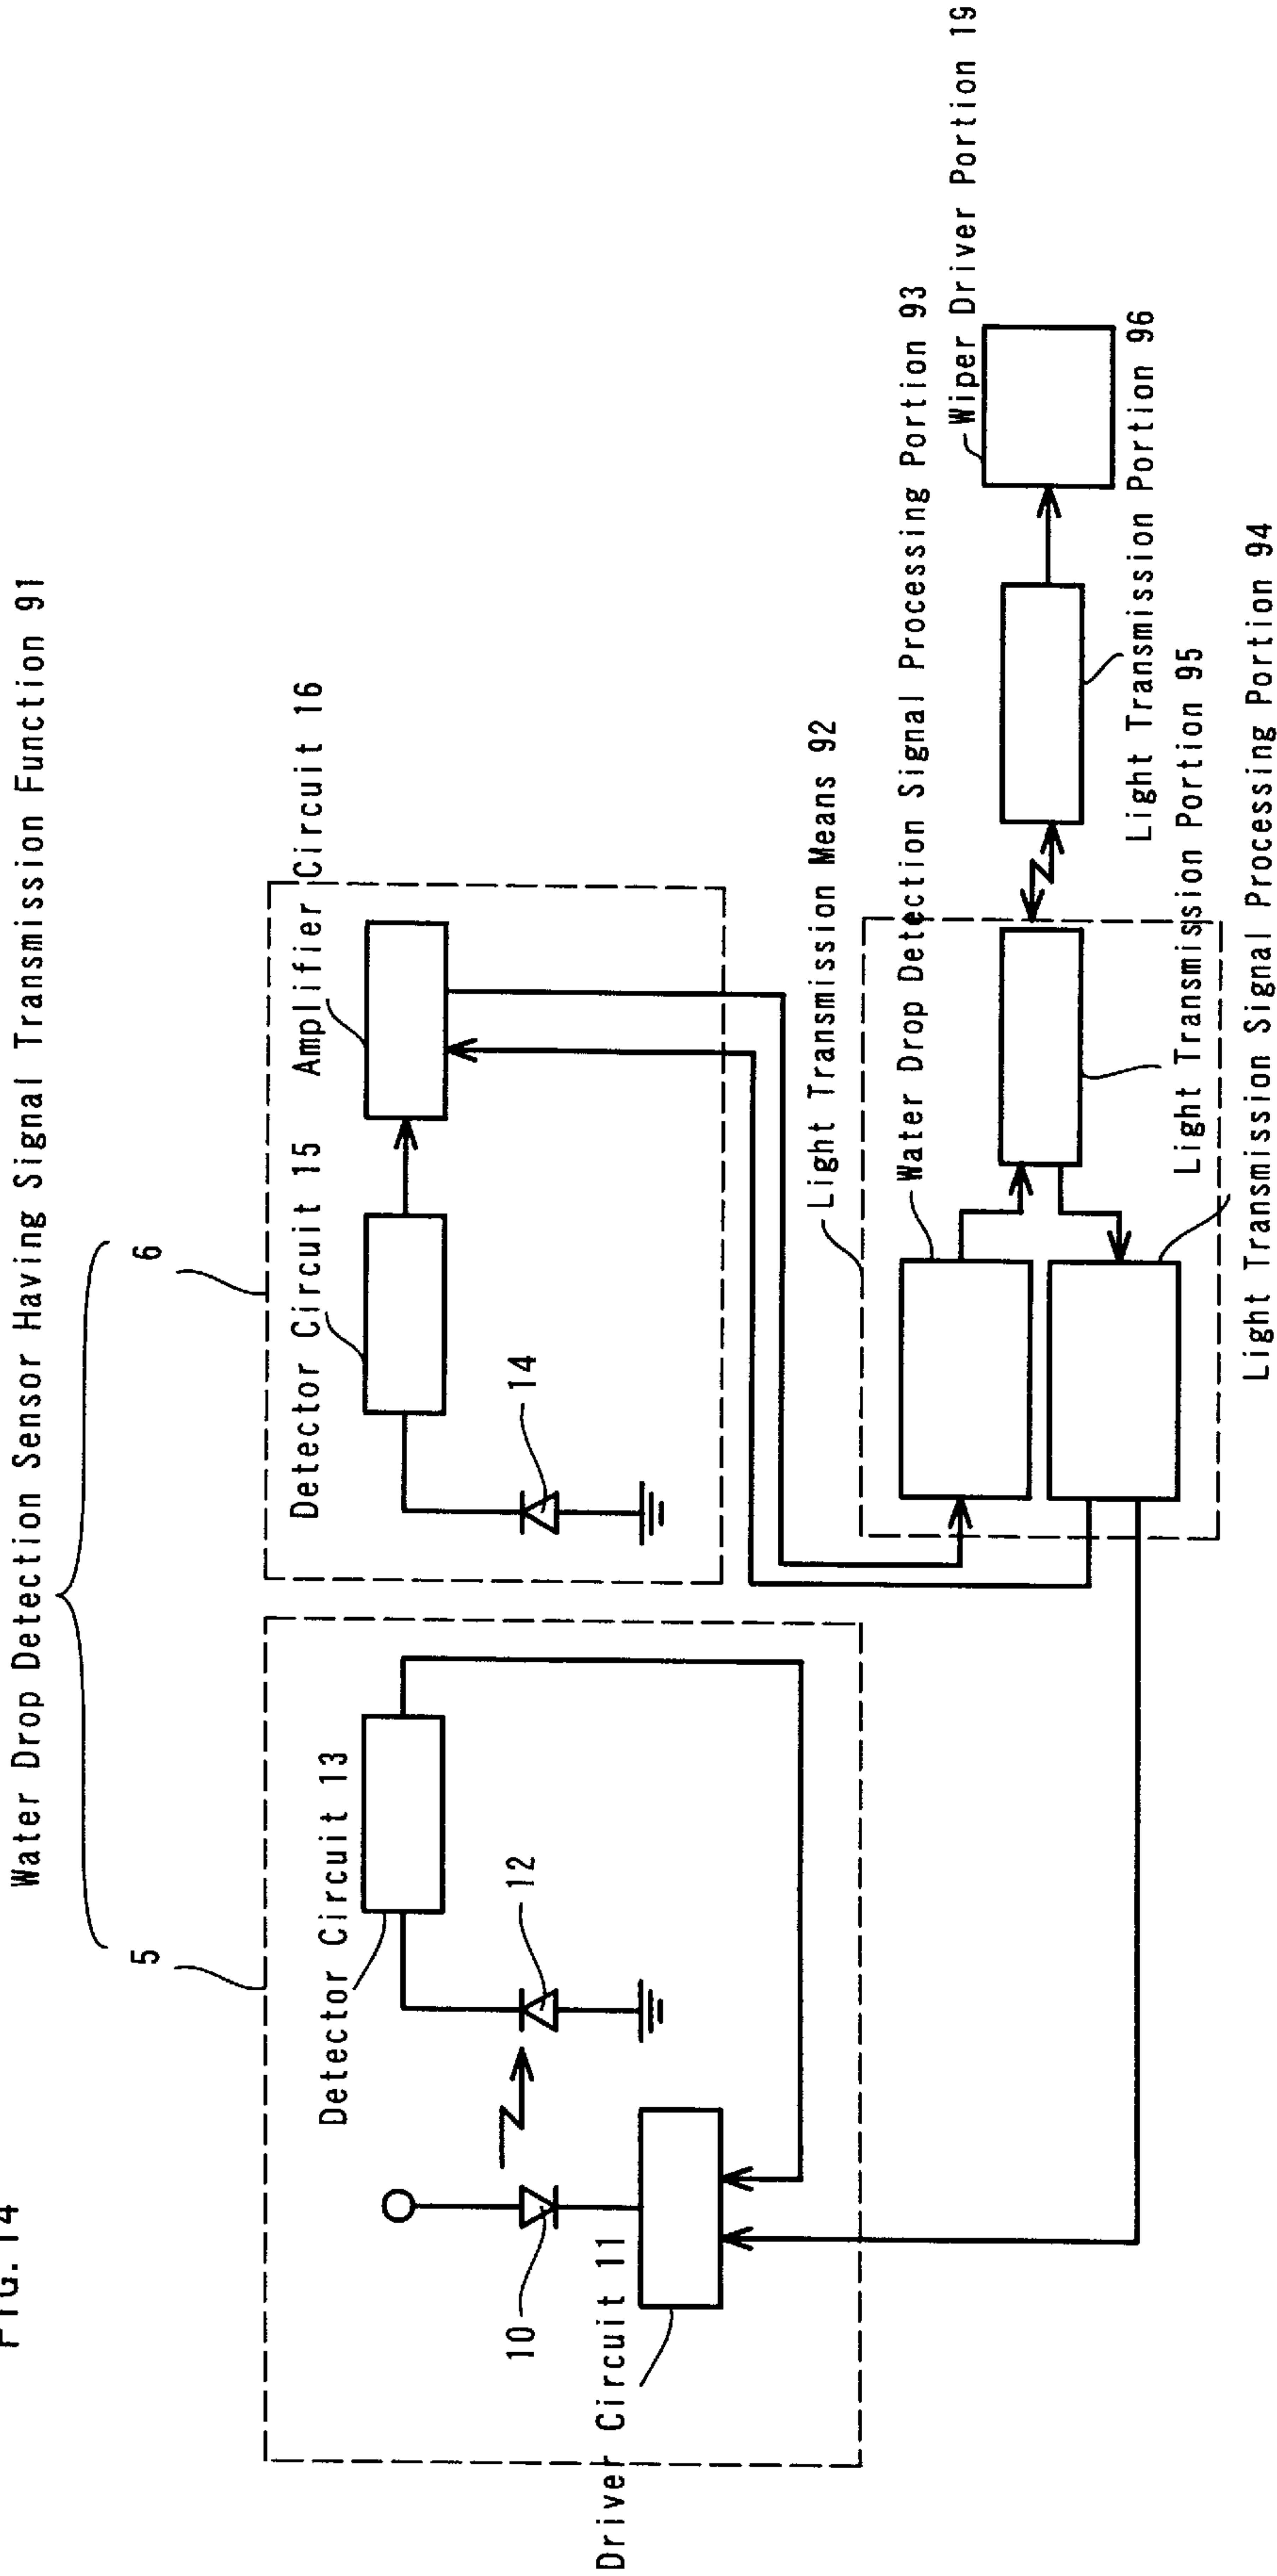 FIG. 14
Water Drop Detection Sensor Having Signal Transmission Function 91
5
6
Detector Circuit 13
Detector Circuit 15
Amplifier Circuit 16
10
12
14
Driver Circuit 11
Light Transmission Means 92
Water Drop Detection Signal Processing Portion 93
Wiper Driver Portion 19
Light Transmission Portion 96
Light Transmission Portion 95
Light Transmission Signal Processing Portion 94